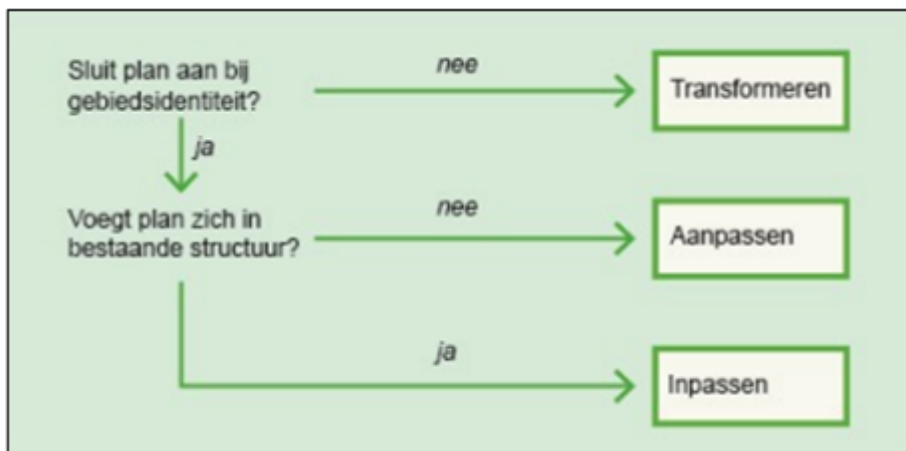 Sluit plan aan bij
gebiedsidentiteit?
nee
Transformeren
ja
Voegt plan zich in
bestaande structuur?
nee
Aanpassen
ja
Inpassen